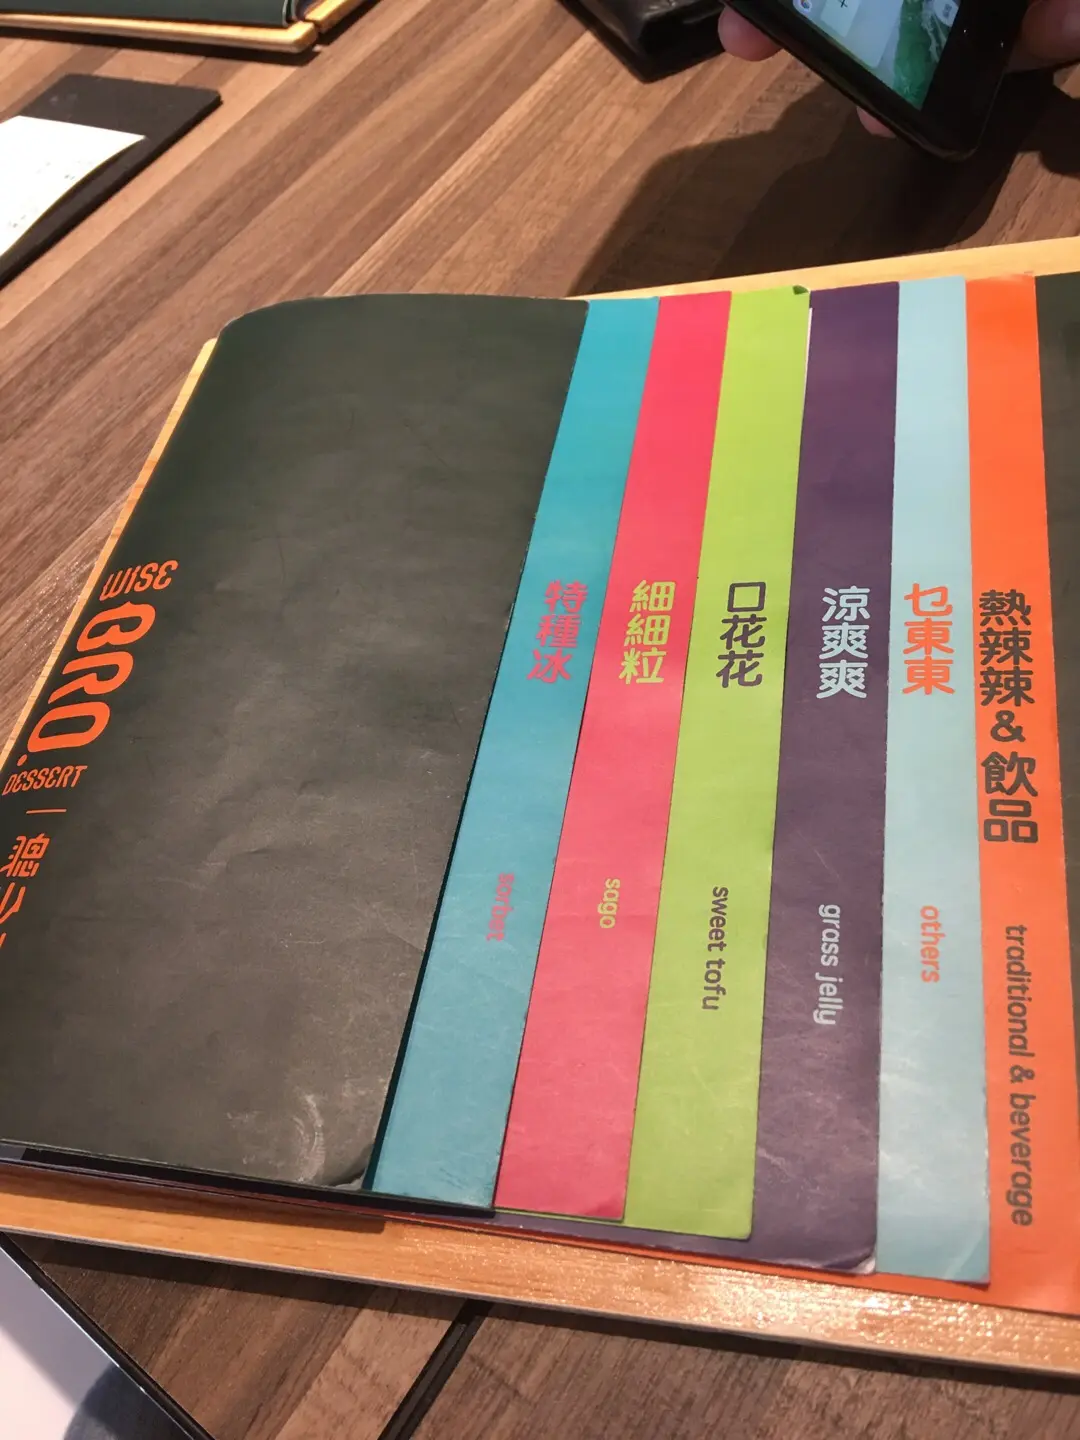 WISE
BRO.
DESSERT
特種冰
sorbet
細細粒
sago
口花花
sweet tofu
涼爽爽
grass jelly
乜東東
others
熱辣辣&飲品
traditional & beverage